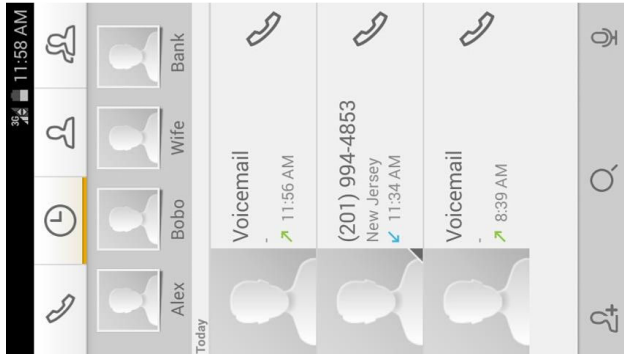 3G 11:58 AM
Alex Bobo Wife Bank
Today
Voicemail
-
11:56 AM
(201) 994-4853
New Jersey
11:34 AM
Voicemail
-
8:39 AM